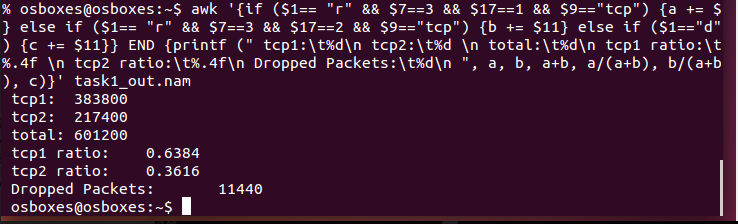 % osboxes@osboxes:~$ awk '{if ($1== "r" && $7==3 && $17==1 && $9=="tcp") {a += $
} else if ($1== "r" && $7==3 && $17==2 && $9=="tcp") {b += $11} else if ($1=="d"
) {c += $11}} END {printf (" tcp1:\t%d\n tcp2:\t%d \n total:\t%d\n tcp1 ratio:\t
%.4f \n tcp2 ratio:\t%.4f\n Dropped Packets:\t%d\n ", a, b, a+b, a/(a+b), b/(a+b
), c)}' task1_out.nam
tcp1: 383800
tcp2: 217400
total: 601200
tcp1 ratio: 0.6384
tcp2 ratio: 0.3616
Dropped Packets: 11440
osboxes@osboxes:~$